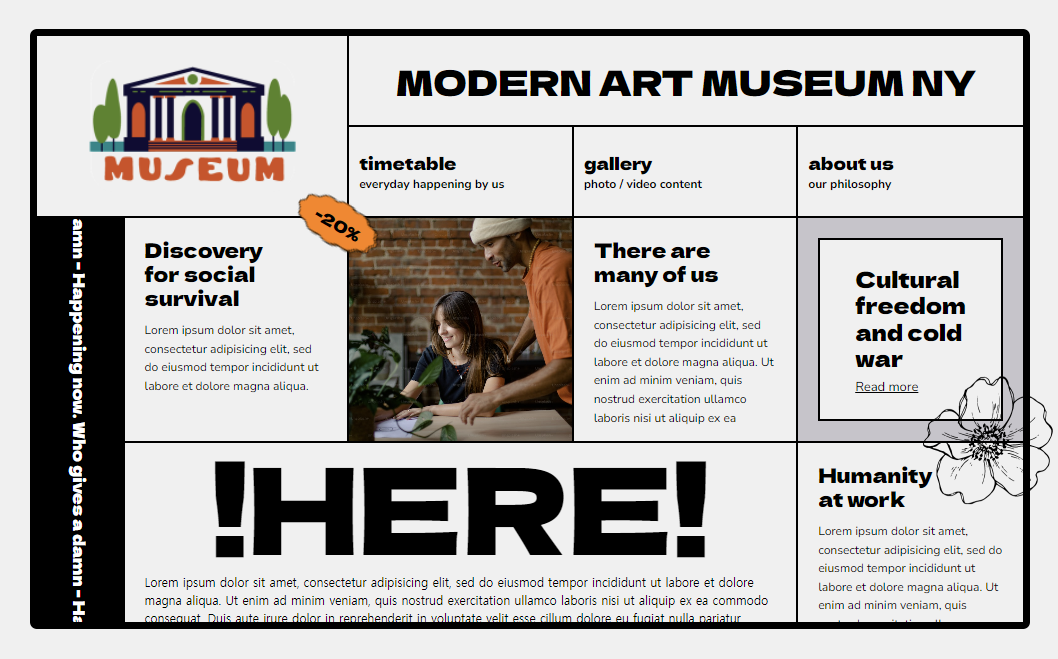 MUSEUM
MODERN ART MUSEUM NY
timetable
everyday happening by us
gallery
photo / video content
about us
our philosophy
-20%
amn – Happening now. Who gives a damn – Ha
Discovery
for social
survival
Lorem ipsum dolor sit amet,
consectetur adipisicing elit, sed
do eiusmod tempor incididunt ut
labore et dolore magna aliqua.
There are
many of us
Lorem ipsum dolor sit amet,
consectetur adipisicing elit, sed
do eiusmod tempor incididunt ut
labore et dolore magna aliqua. Ut
enim ad minim veniam, quis
nostrud exercitation ullamco
laboris nisi ut aliquip ex ea
Cultural
freedom
and cold
war
Read more
!HERE!
Lorem ipsum dolor sit amet, consectetur adipisicing elit, sed do eiusmod tempor incididunt ut labore et dolore
magna aliqua. Ut enim ad minim veniam, quis nostrud exercitation ullamco laboris nisi ut aliquip ex ea commodo
consequat. Duis aute irure dolor in reprehenderit in voluptate velit esse cillum dolore eu fugiat nulla pariatur
Humanity
at work
Lorem ipsum dolor sit amet,
consectetur adipisicing elit, sed do
do eiusmod tempor incididunt ut
labore et dolore magna aliqua. Ut
enim ad minim veniam, quis